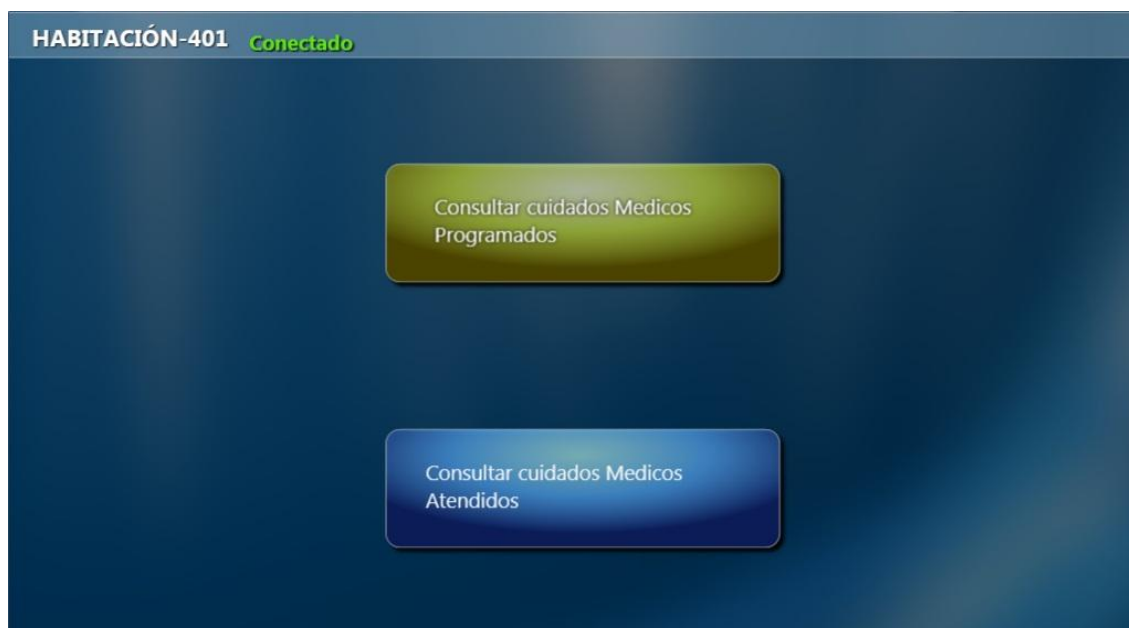 HABITACIÓN-401 Conectado
Consultar cuidados Medicos
Programados
Consultar cuidados Medicos
Atendidos